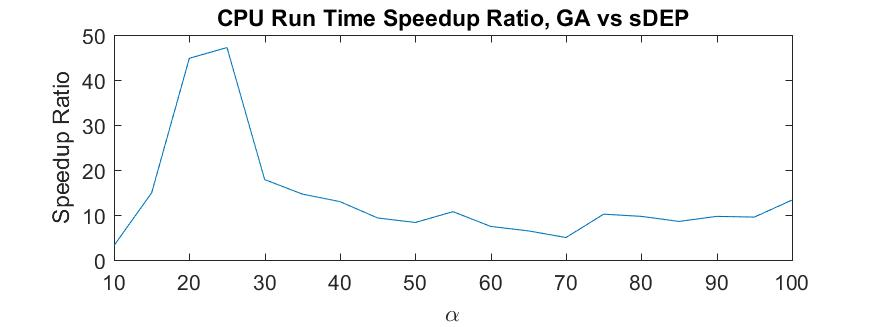 CPU Run Time Speedup Ratio, GA vs sDEP
50
40
30
20
10
0
Speedup Ratio
10 20 30 40 50 60 70 80 90 100
α